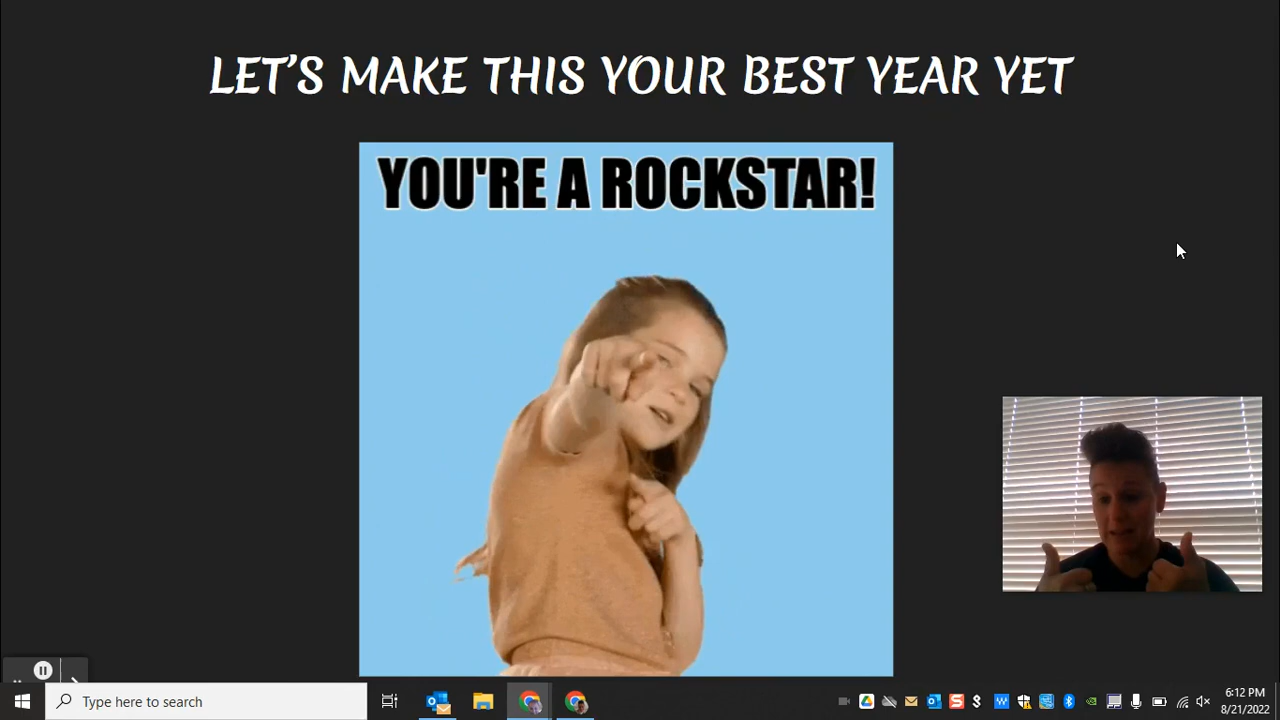 LET'S MAKE THIS YOUR BEST YEAR YET
YOU'RE A ROCKSTAR!
Type here to search
6:12 PM
8/21/2022